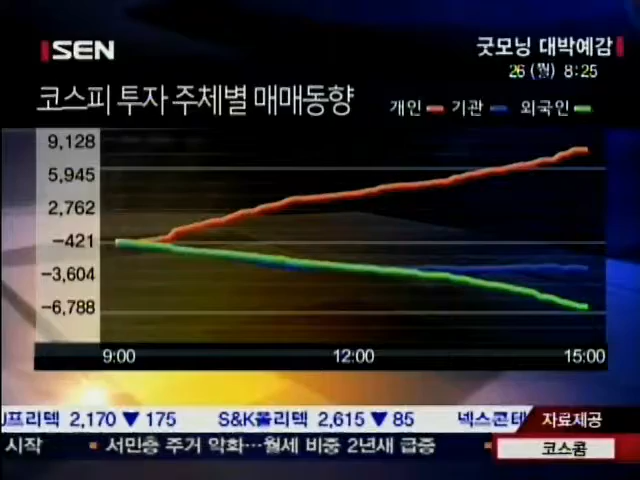 SEN
굿모닝 대박예감
26 (월) 8:25
코스피 투자 주체별 매매동향
개인 기관 외국인
9,128
5,945
2,762
-421
-3,604
-6,788
9:00 12:00 15:00
프리텍 2,170 ▼ 175 S&K폴리텍 2,615 ▼ 85 넥스콘테
자료제공
시작 ▪ 서민층 주거 악화…월세 비중 2년새 급증
코스콤